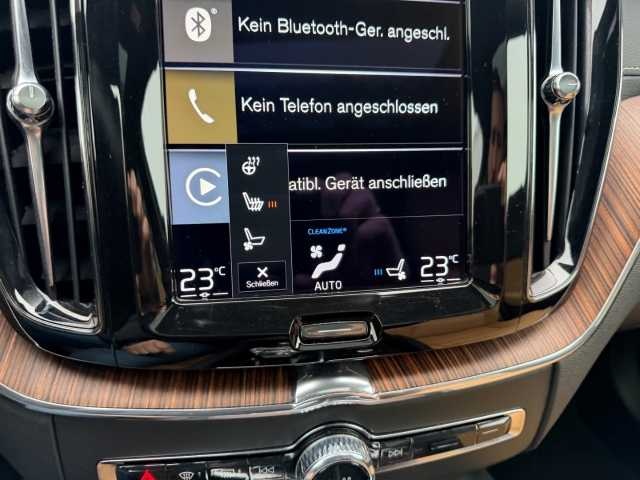 Kein Bluetooth-Ger. angeschl.
Kein Telefon angeschlossen
atibl. Gerät anschließen
CLEANZONE®
23°C
Schließen
AUTO
23°C